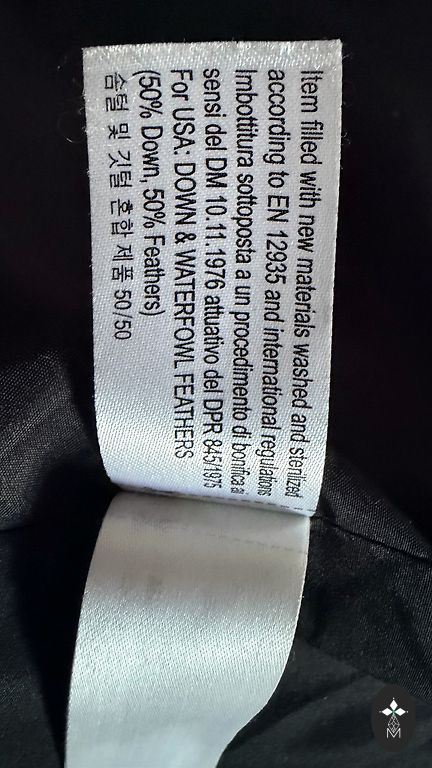 Item filled with new materials washed and sterilized
according to EN 12935 and international regulations
Imbottitura sottoposta a un procedimento di bonifica ai
sensi del DM 10.11.1976 attuativo del DPR 845/1975
For USA: DOWN & WATERFOWL FEATHERS
(50% Down, 50% Feathers)
솜털 및 깃털 혼합 제품 50/50
M